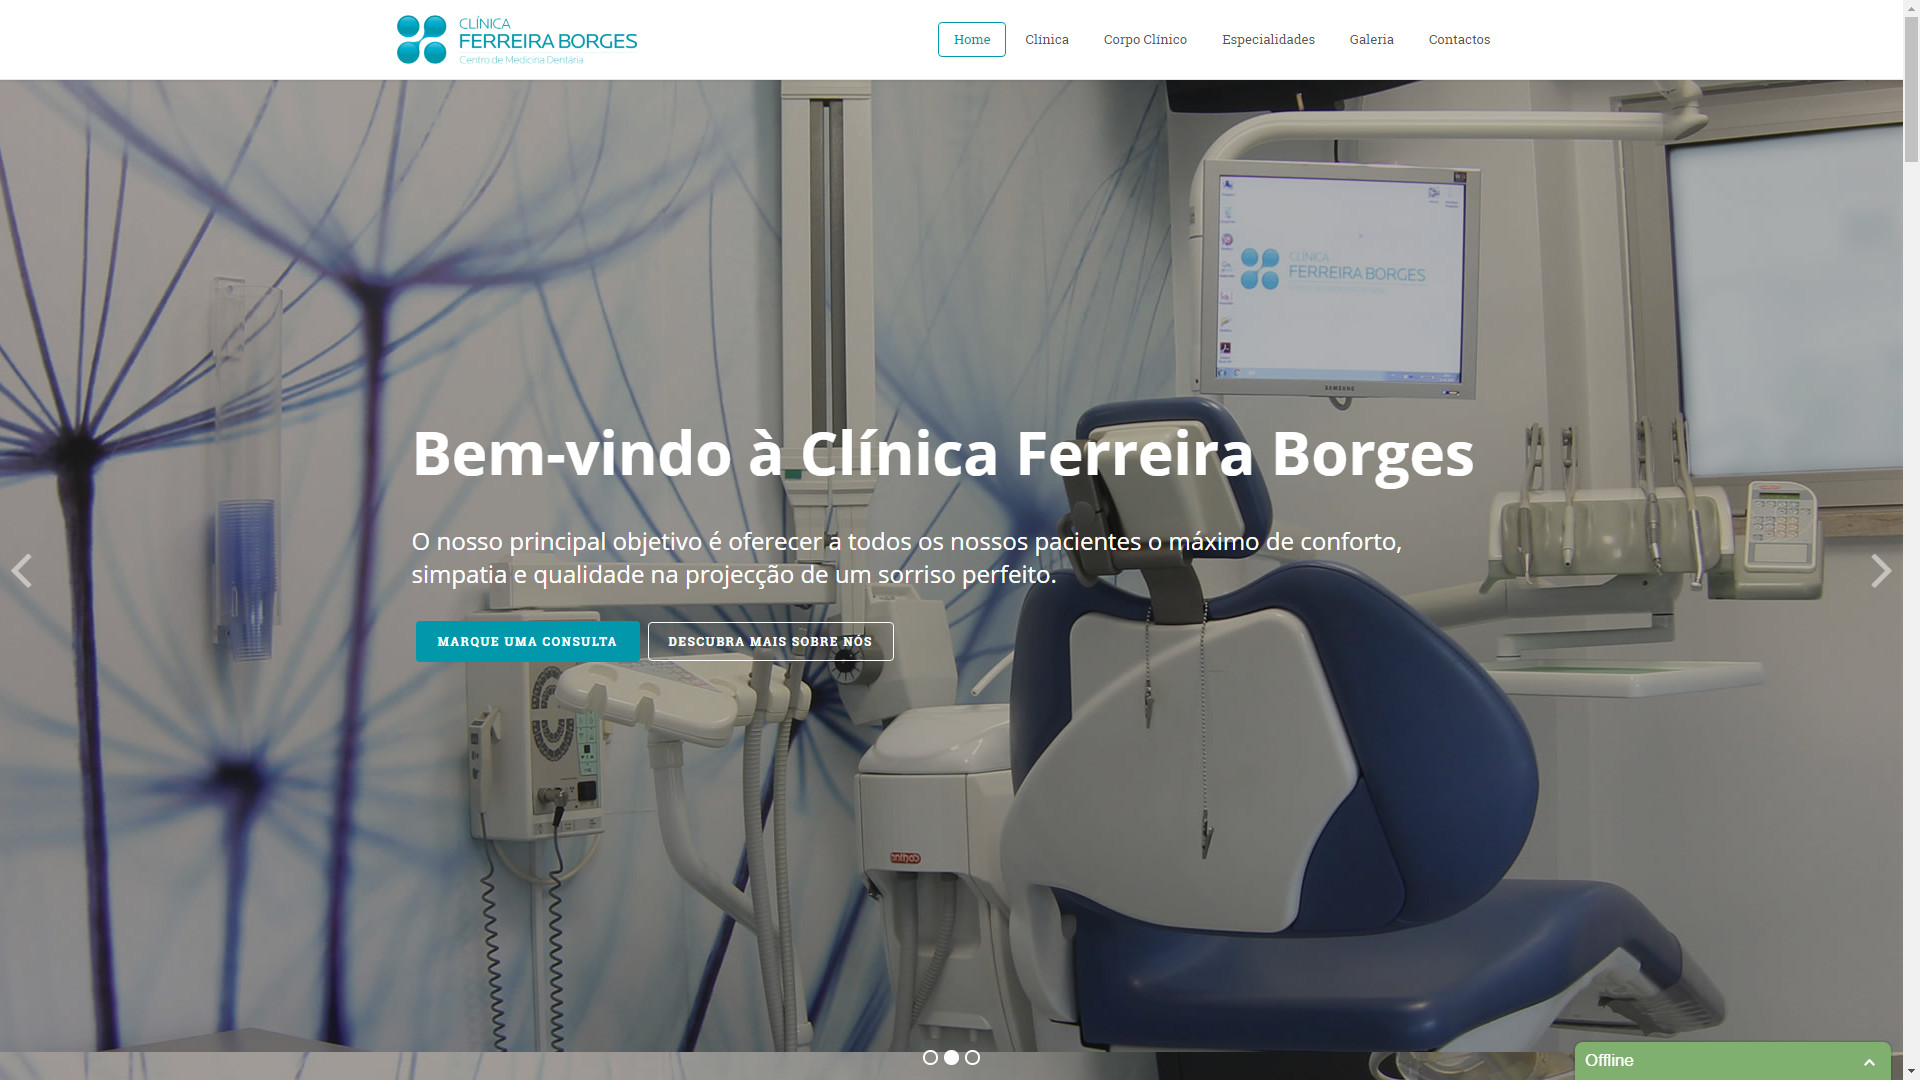 CLÍNICA
FERREIRA BORGES
Centro de Medicina Dentária
Home
Clínica
Corpo Clínico
Especialidades
Galeria
Contactos
CLÍNICA
FERREIRA BORGES
SAMSUNG
Bem-vindo à Clínica Ferreira Borges
O nosso principal objetivo é oferecer a todos os nossos pacientes o máximo de conforto,
simpatia e qualidade na projecção de um sorriso perfeito.
MARQUE UMA CONSULTA
DESCUBRA MAIS SOBRE NÓS
Offline